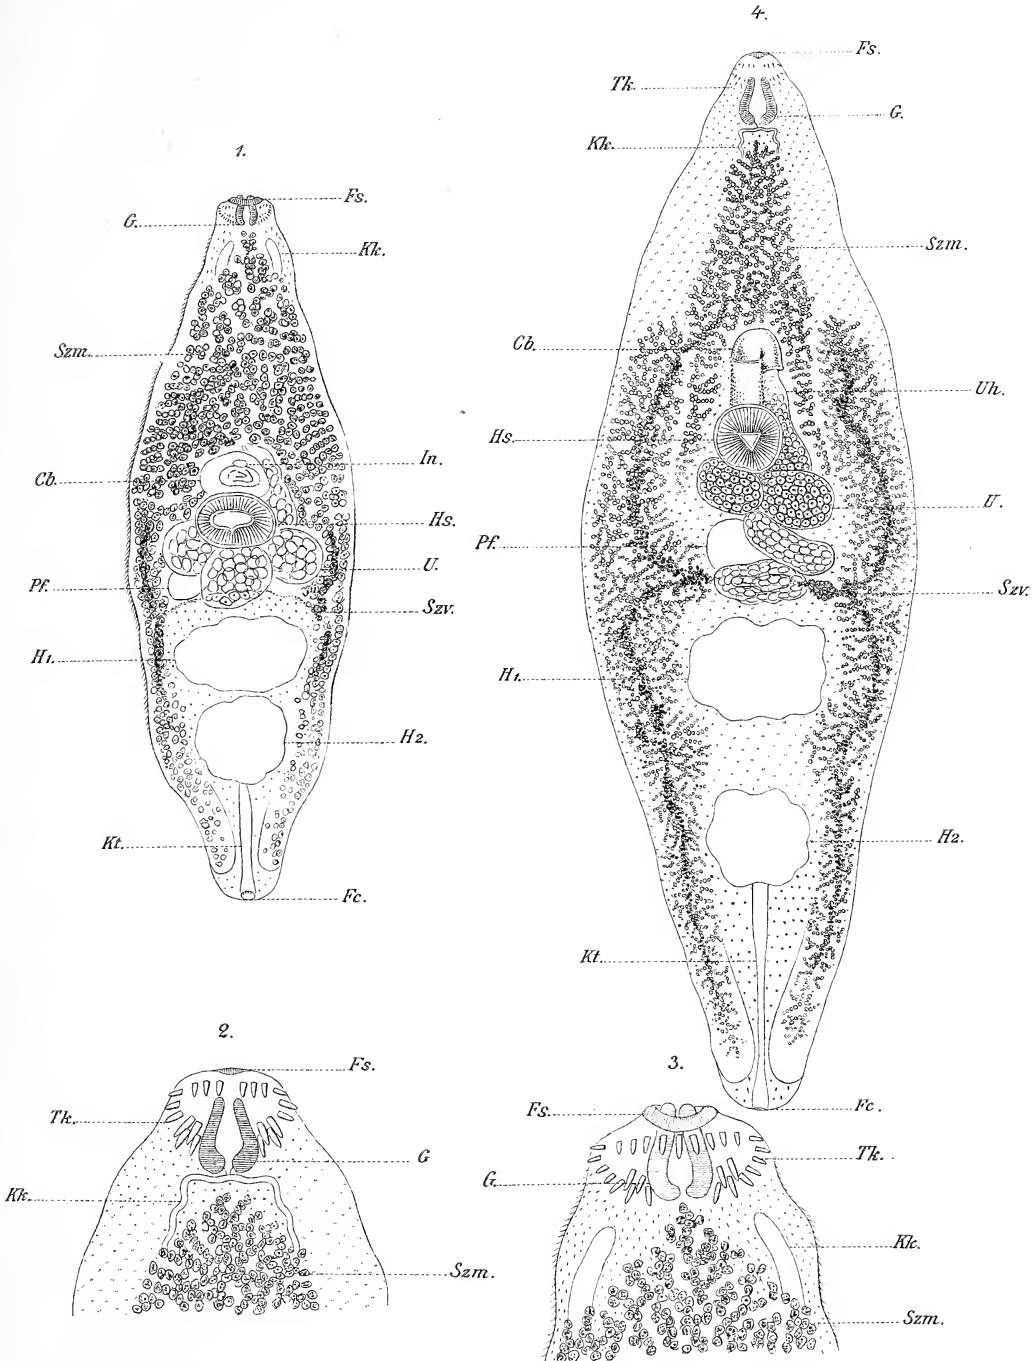 1.
Fs.
G.
Kk.
Szm.
In.
Cb.
Hs.
U.
Pf.
Szv.
H1.
H2.
Kt.
Fc.
2.
Fs.
Tk.
G
Kk.
Szm.
3.
Fs.
Tk.
G.
Kk.
Szm.
4.
Fs.
Tk.
G.
Kk.
Szm.
Cb.
Uh.
Hs.
U.
Pf.
Szv.
H1.
H2.
Kt.
Fc.